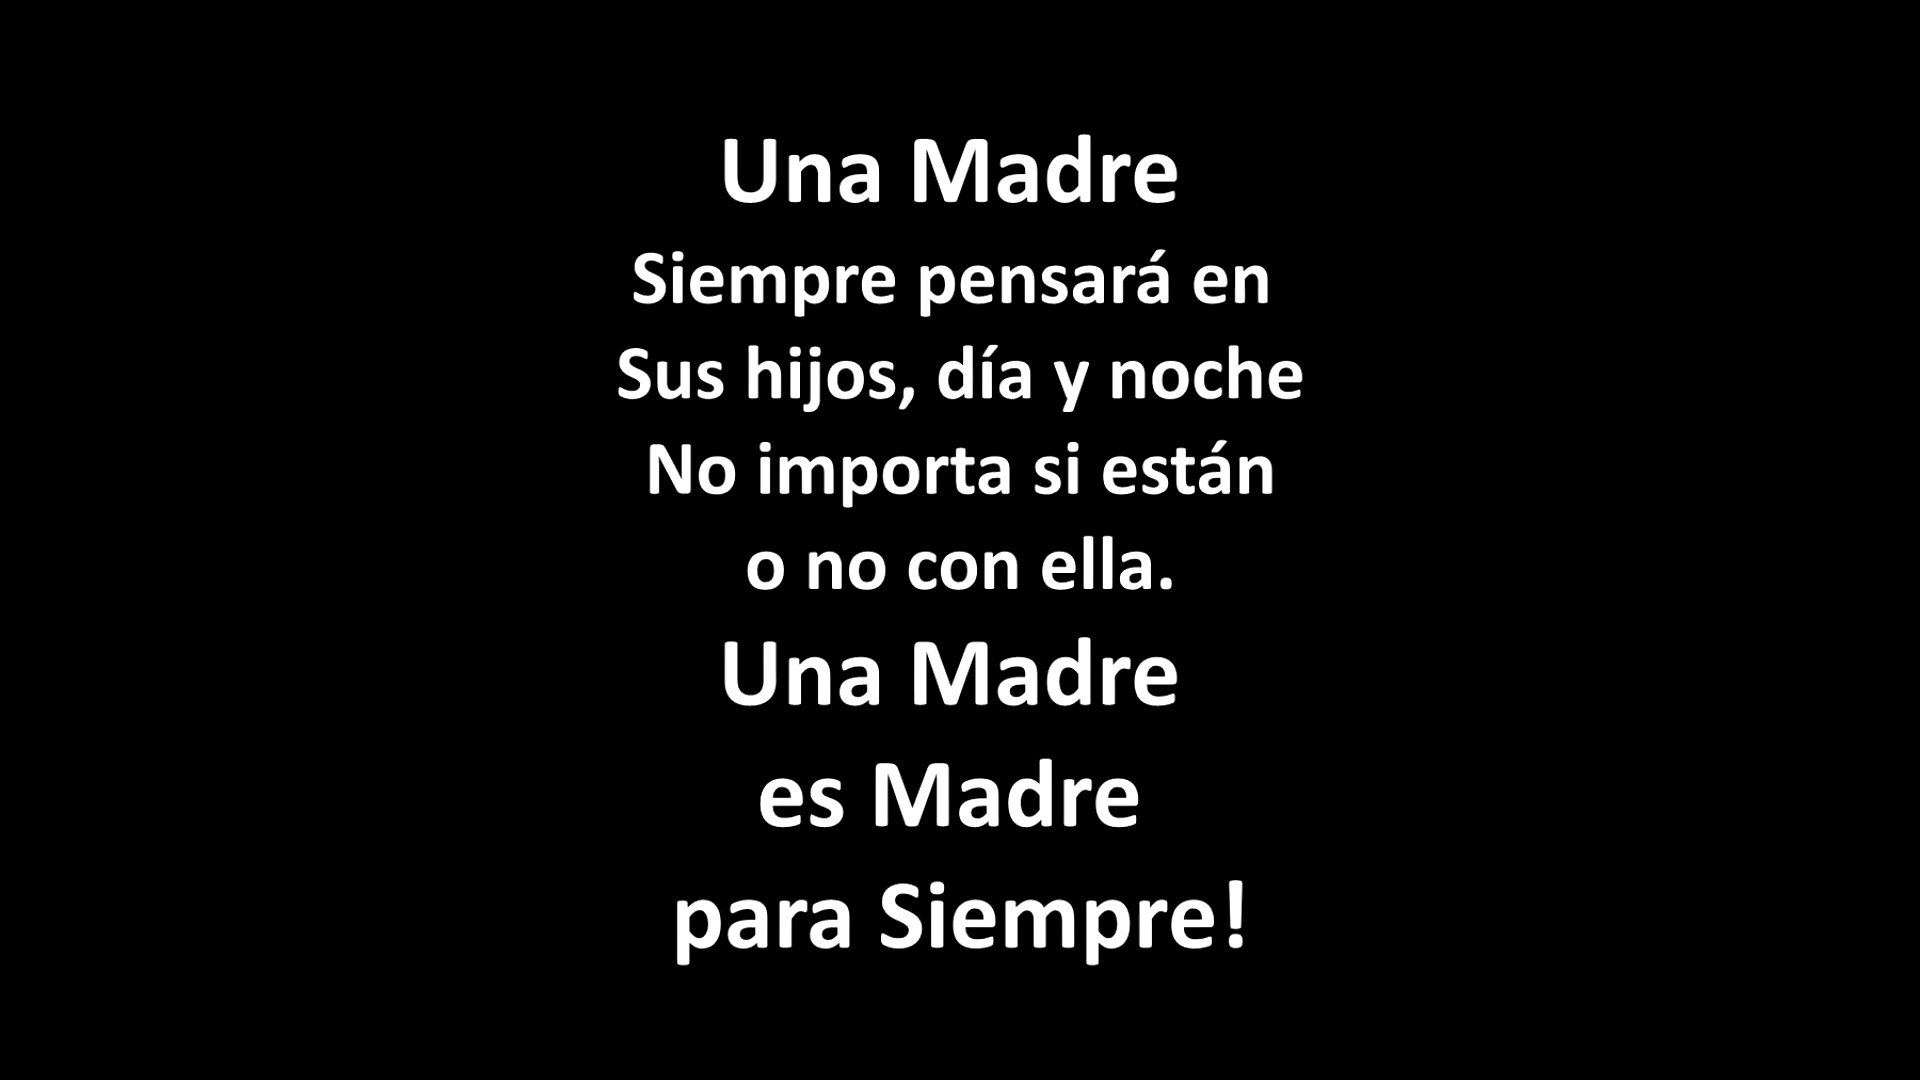 Una Madre
Siempre pensará en
Sus hijos, día y noche
No importa si están
o no con ella.
Una Madre
es Madre
para Siempre!